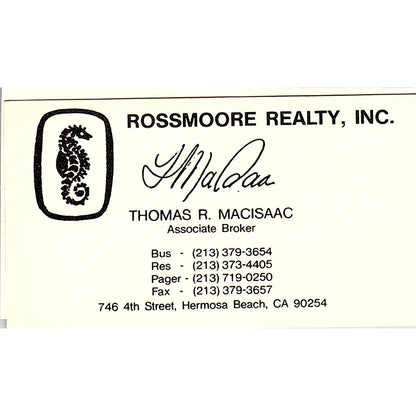 ROSSMOORE REALTY, INC.
THOMAS R. MACISAAC
Associate Broker
Bus - (213) 379-3654
Res - (213) 373-4405
Pager - (213) 719-0250
Fax - (213) 379-3657
746 4th Street, Hermosa Beach, CA 90254